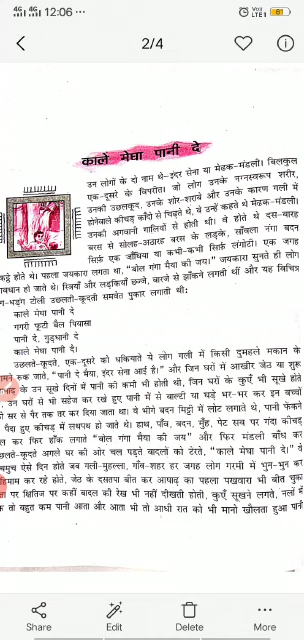 12:06 ...
2/4
काले मेघा पानी दे
उन लोगों के दो नाम थे–इंदर सेना या मेढक-मंडली। बिलकुल
एक-दूसरे के विपरीत। जो लोग उनके नग्नस्वरूप शरीर,
उनकी उछलकूद, उनके शोर-शराबे और उनके कारण गली में
होनेवाले कीचड़ काँदो से चिढ़ते थे, वे उन्हें कहते थे मेढक-मंडली।
उनकी अगवानी गालियों से होती थी। वे होते थे दस-बारह
बरस से सोलह-अठारह बरस के लड़के, साँवला नंगा बदन
सिर्फ़ एक जाँघिया या कभी-कभी सिर्फ़ लंगोटी। एक जगह
कट्ठे होते थे। पहला जयकारा लगता था, "बोल गंगा मैया की जय।" जयकारा सुनते ही लोग
वधान हो जाते थे। स्त्रियाँ और लड़कियाँ छज्जे, बारजे से झाँकने लगती थीं और यह विचित्र
न-धड़ंग टोली उछलती-कूदती समवेत पुकार लगाती थी:
काले मेघा पानी दे
गगरी फूटी बैल पियासा
पानी दे, गुड़धानी दे
काले मेघा पानी दे।
उछलते-कूदते, एक-दूसरे को धकियाते ये लोग गली में किसी दुमहले मकान के
मने रुक जाते, "पानी दे मैया, इंदर सेना आई है।" और जिन घरों में आखीर जेठ या शुरू
के उन सूखे दिनों में पानी की कमी भी होती थी, जिन घरों के कुएँ भी सूखे होते
, उन घरों से भी सहेज कर रखे हुए पानी में से बाल्टी या घड़े भर-भर कर इन बच्चों
को सर से पैर तक तर कर दिया जाता था। ये भीगे बदन मिट्टी में लोट लगाते थे, पानी फेंकने
पैदा हुए कीचड़ में लथपथ हो जाते थे। हाथ, पाँव, बदन, मुँह, पेट सब पर गंदा कीचड़
ल कर फिर हाँक लगाते "बोल गंगा मैया की जय" और फिर मंडली बाँध कर
छलते-कूदते अगले घर की ओर चल पड़ते बादलों को टेरते, "काले मेघा पानी दे।" वे
चमुच ऐसे दिन होते जब गली-मुहल्ला, गाँव-शहर हर जगह लोग गरमी में भुन-भुन कर
हिमाम कर रहे होते, जेठ के दसतपा बीत कर आषाढ़ का पहला पखवारा भी बीत चुका
पर क्षितिज पर कहीं बादल की रेख भी नहीं दीखती होती, कुएँ सूखने लगते, नलों में
क तो बहुत कम पानी आता और आता भी तो आधी रात को भी मानो खौलता हुआ पानी
Share
Edit
Delete
More